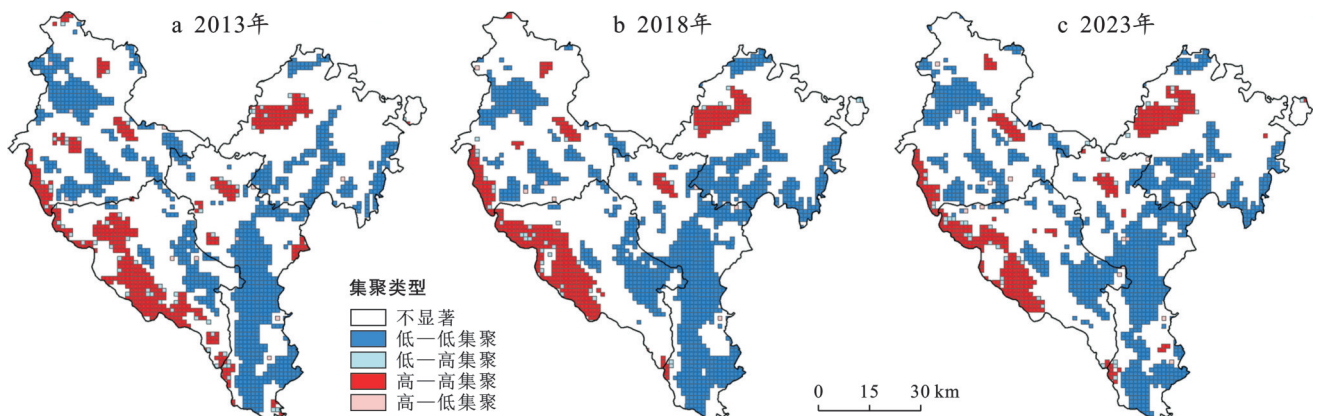 a 2013年
b 2018年
c 2023年
集聚类型
不显著
低—低集聚
低—高集聚
高—高集聚
高—低集聚
0 15 30 km